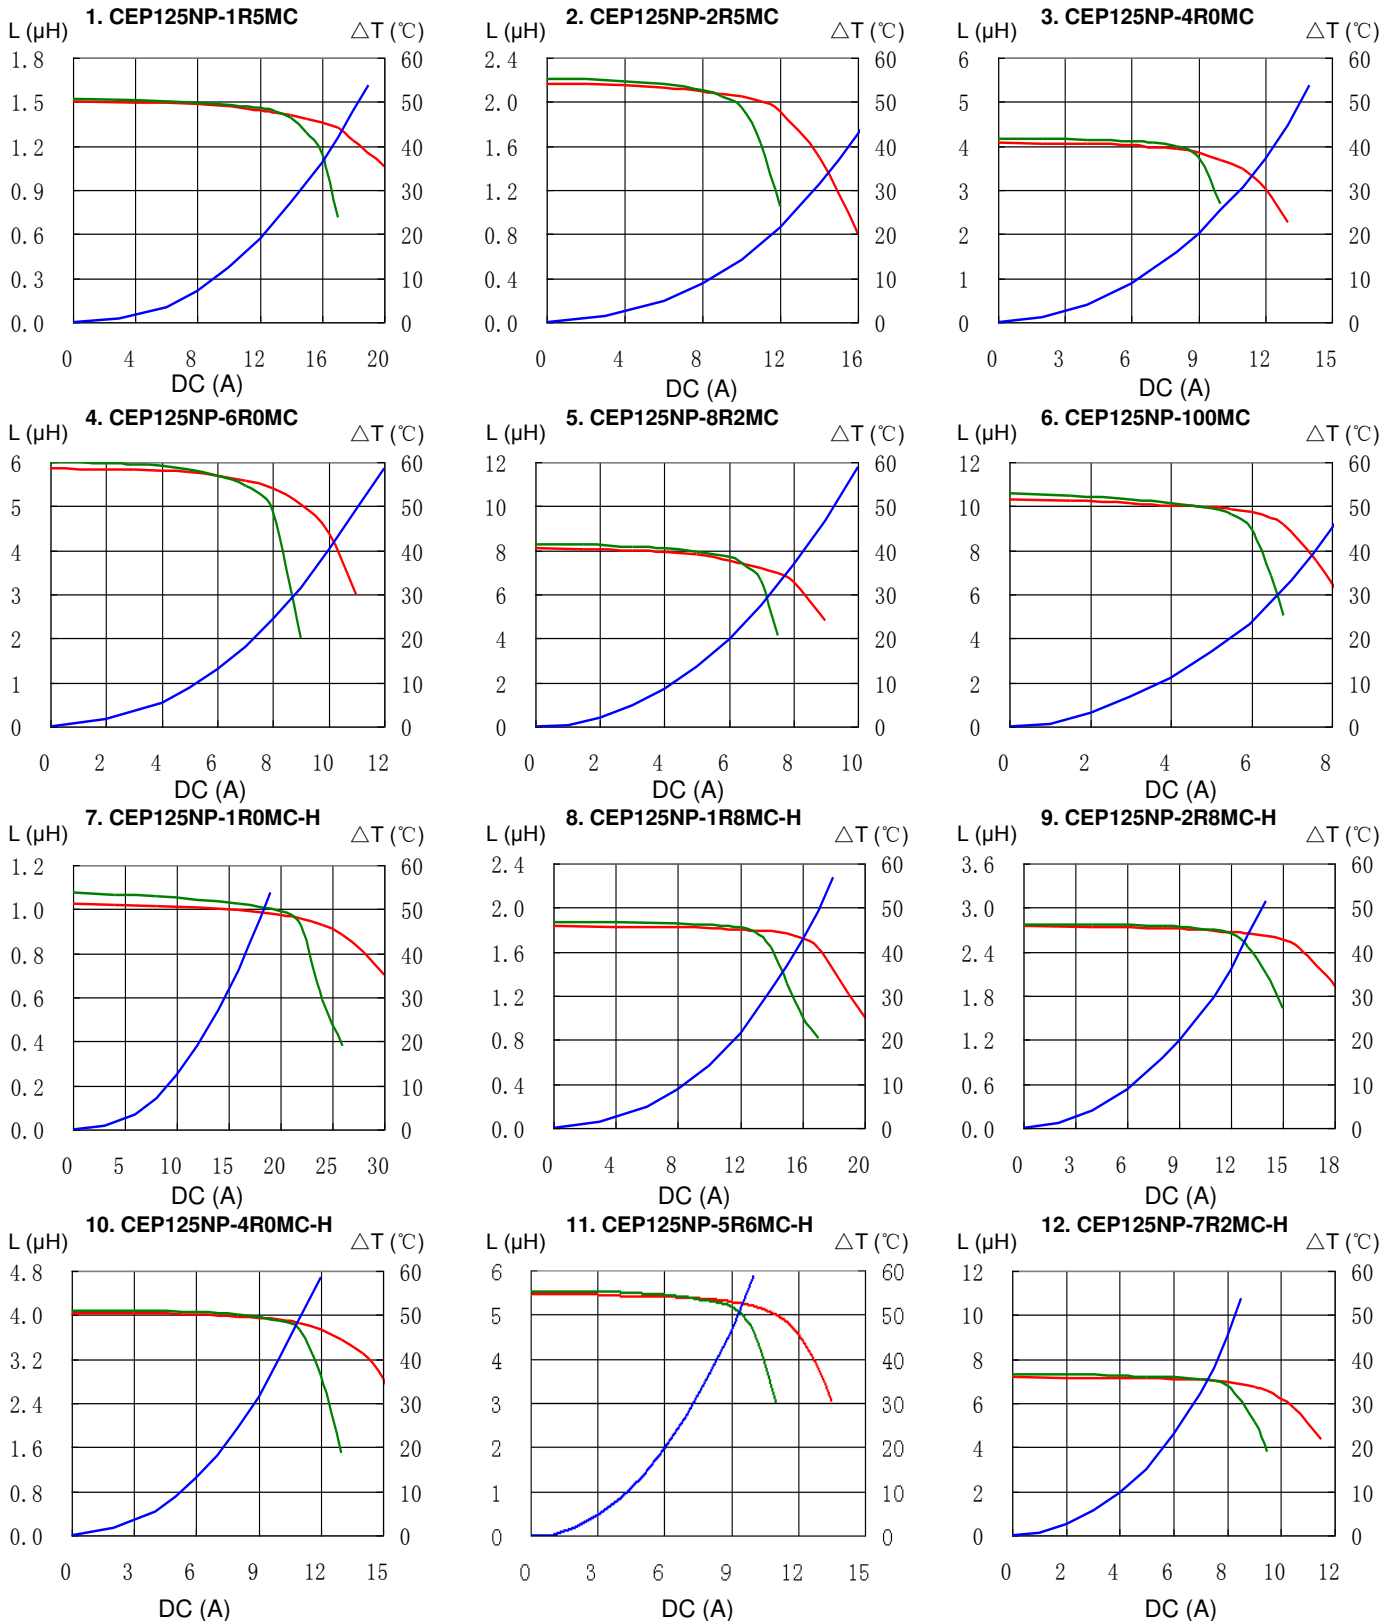 1. CEP125NP-1R5MC
L (µH) △T (℃)
1.8 60
1.5 50
1.2 40
0.9 30
0.6 20
0.3 10
0.0 0
0 4 8 12 16 20
DC (A)
2. CEP125NP-2R5MC
L (µH) △T (℃)
2.4 60
2.0 50
1.6 40
1.2 30
0.8 20
0.4 10
0.0 0
0 4 8 12 16
DC (A)
3. CEP125NP-4R0MC
L (µH) △T (℃)
6 60
5 50
4 40
3 30
2 20
1 10
0 0
0 3 6 9 12 15
DC (A)
4. CEP125NP-6R0MC
L (µH) △T (℃)
6 60
5 50
4 40
3 30
2 20
1 10
0 0
0 2 4 6 8 10 12
DC (A)
5. CEP125NP-8R2MC
L (µH) △T (℃)
12 60
10 50
8 40
6 30
4 20
2 10
0 0
0 2 4 6 8 10
DC (A)
6. CEP125NP-100MC
L (µH) △T (℃)
12 60
10 50
8 40
6 30
4 20
2 10
0 0
0 2 4 6 8
DC (A)
7. CEP125NP-1R0MC-H
L (µH) △T (℃)
1.2 60
1.0 50
0.8 40
0.6 30
0.4 20
0.2 10
0.0 0
0 5 10 15 20 25 30
DC (A)
8. CEP125NP-1R8MC-H
L (µH) △T (℃)
2.4 60
2.0 50
1.6 40
1.2 30
0.8 20
0.4 10
0.0 0
0 4 8 12 16 20
DC (A)
9. CEP125NP-2R8MC-H
L (µH) △T (℃)
3.6 60
3.0 50
2.4 40
1.8 30
1.2 20
0.6 10
0.0 0
0 3 6 9 12 15 18
DC (A)
10. CEP125NP-4R0MC-H
L (µH) △T (℃)
4.8 60
4.0 50
3.2 40
2.4 30
1.6 20
0.8 10
0.0 0
0 3 6 9 12 15
DC (A)
11. CEP125NP-5R6MC-H
L (µH) △T (℃)
6 60
5 50
4 40
3 30
2 20
1 10
0 0
0 3 6 9 12 15
DC (A)
12. CEP125NP-7R2MC-H
L (µH) △T (℃)
12 60
10 50
8 40
6 30
4 20
2 10
0 0
0 2 4 6 8 10 12
DC (A)